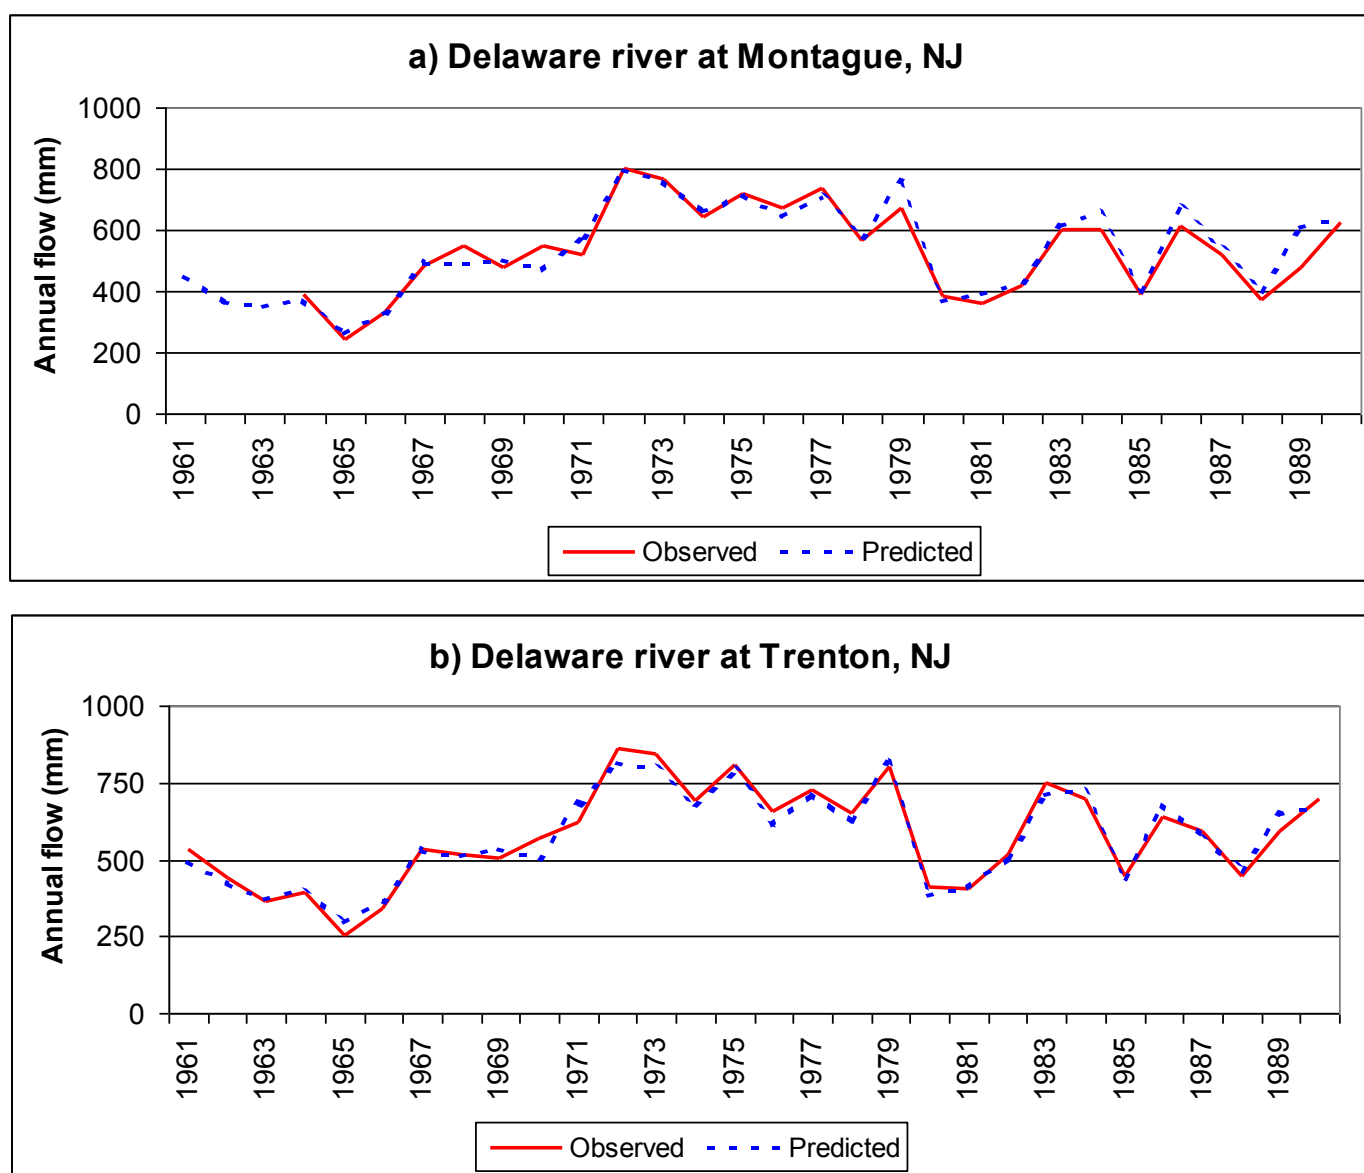 a) Delaware river at Montague, NJ
Annual flow (mm)
1000
800
600
400
200
0
1961 1963 1965 1967 1969 1971 1973 1975 1977 1979 1981 1983 1985 1987 1989
Observed Predicted
b) Delaware river at Trenton, NJ
Annual flow (mm)
1000
750
500
250
0
1961 1963 1965 1967 1969 1971 1973 1975 1977 1979 1981 1983 1985 1987 1989
Observed Predicted